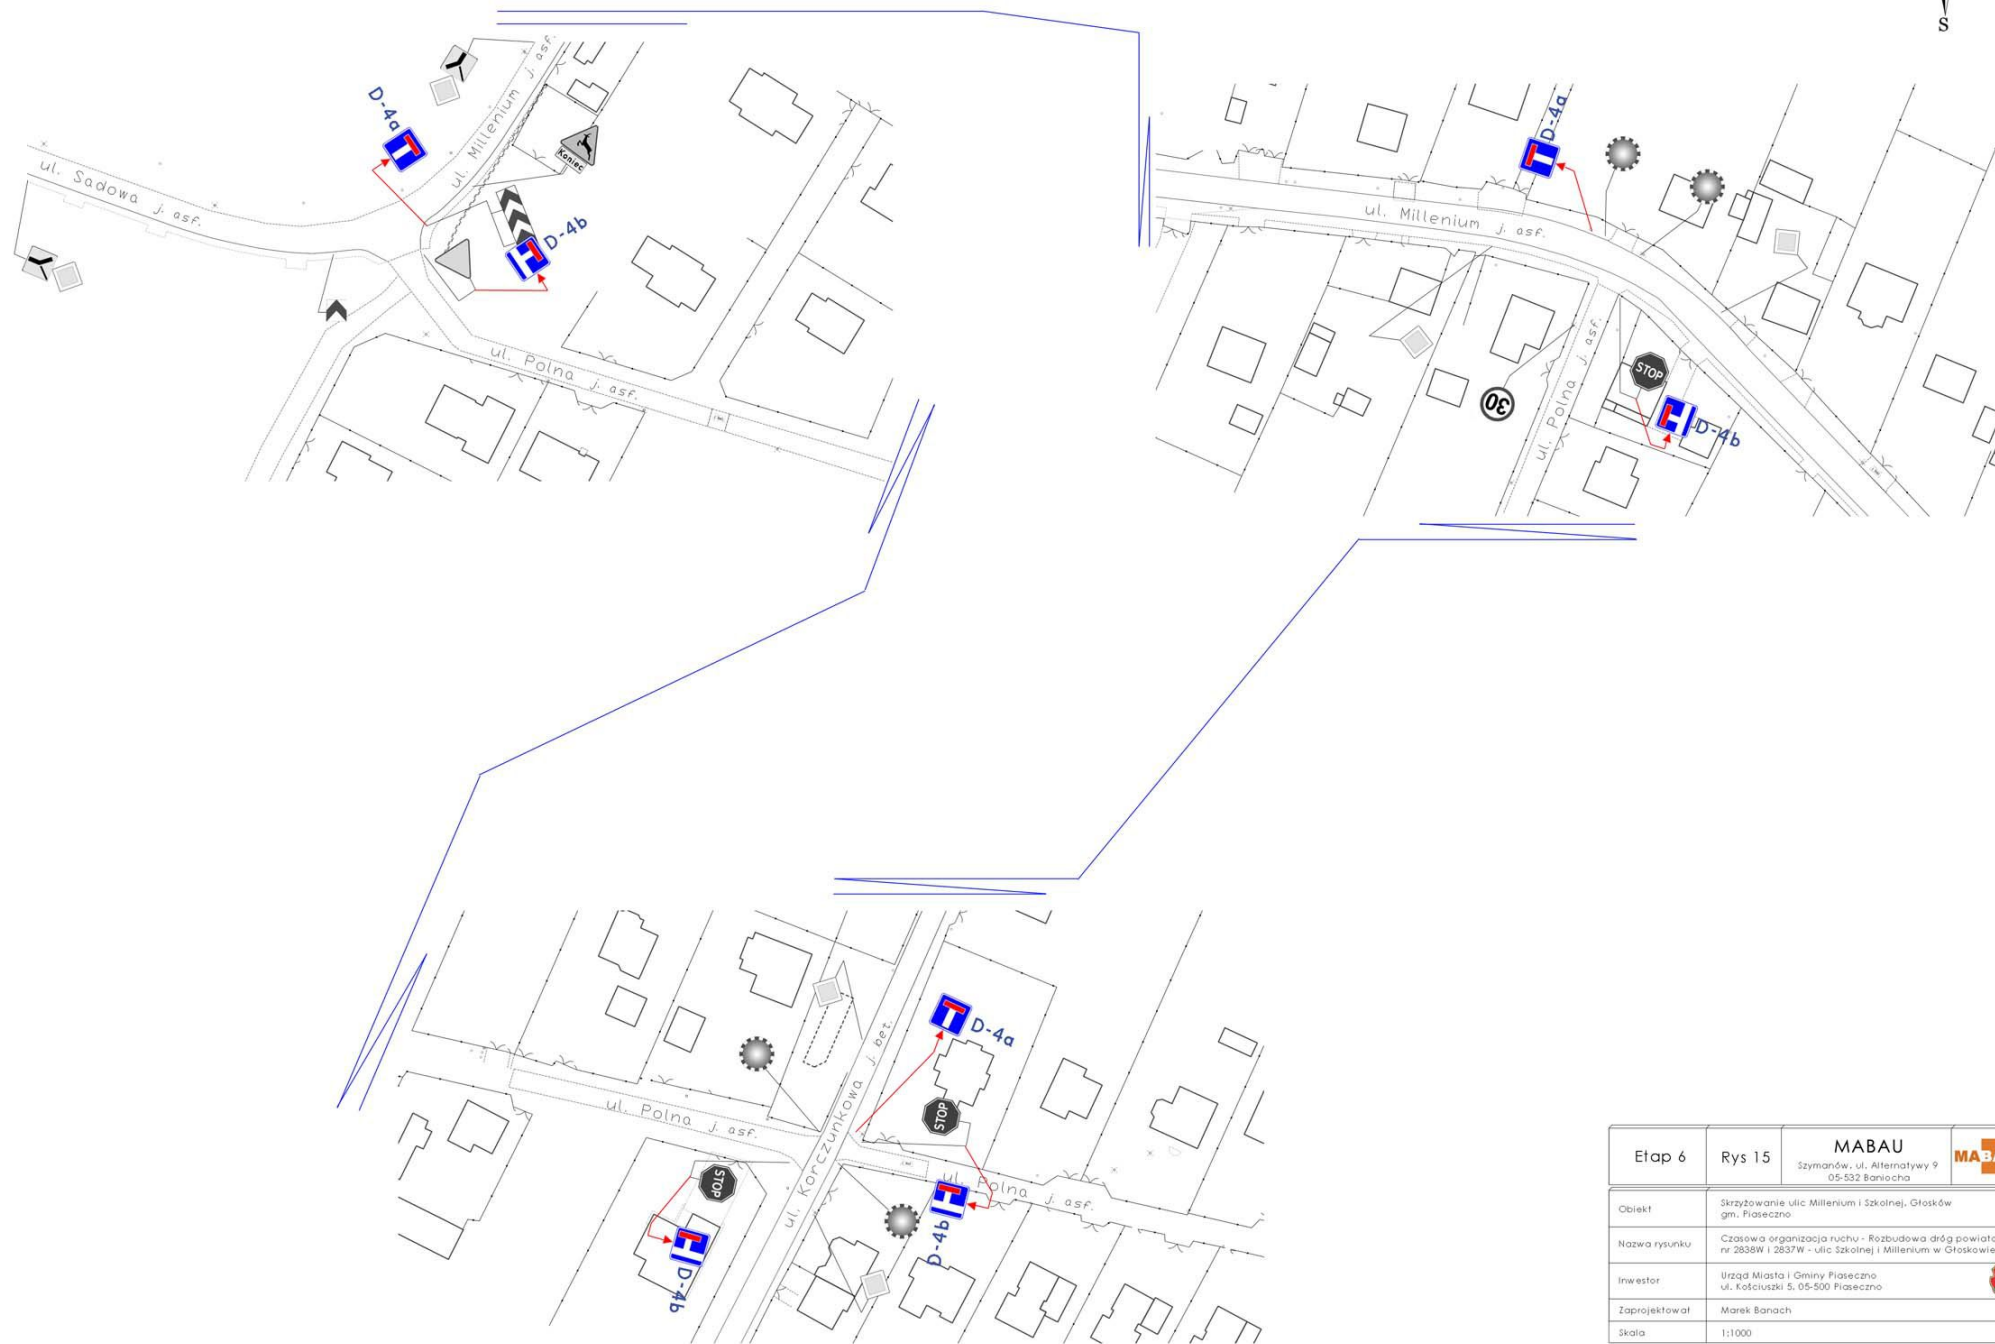 S
D-4a
ul. Millenium j. asf.
ul. Sadowa j. asf.
Koniec
D-4b
ul. Polna j. asf.
D-4a
ul. Millenium j. asf.
30
STOP
ul. Polna j. asf.
D-4b
D-4a
ul. Korczunkowa j. bet.
STOP
ul. Polna j. asf.
STOP
ul. Polna j. asf.
D-4b
D-4b
Etap 6
Rys 15
MABAU
Szymanów, ul. Alternatywy 9
05-532 Baniocha
Obiekt
Skrzyżowanie ulic Millenium i Szkolnej, Głosków
gm. Piaseczno
Nazwa rysunku
Czasowa organizacja ruchu - Rozbudowa dróg
nr 2838W i 2837W - ulic Szkolnej i Millenium w
Inwestor
Urząd Miasta i Gminy Piaseczno
ul. Kościuszki 5, 05-500 Piaseczno
Zaprojektował
Marek Banach
Skala
1:1000